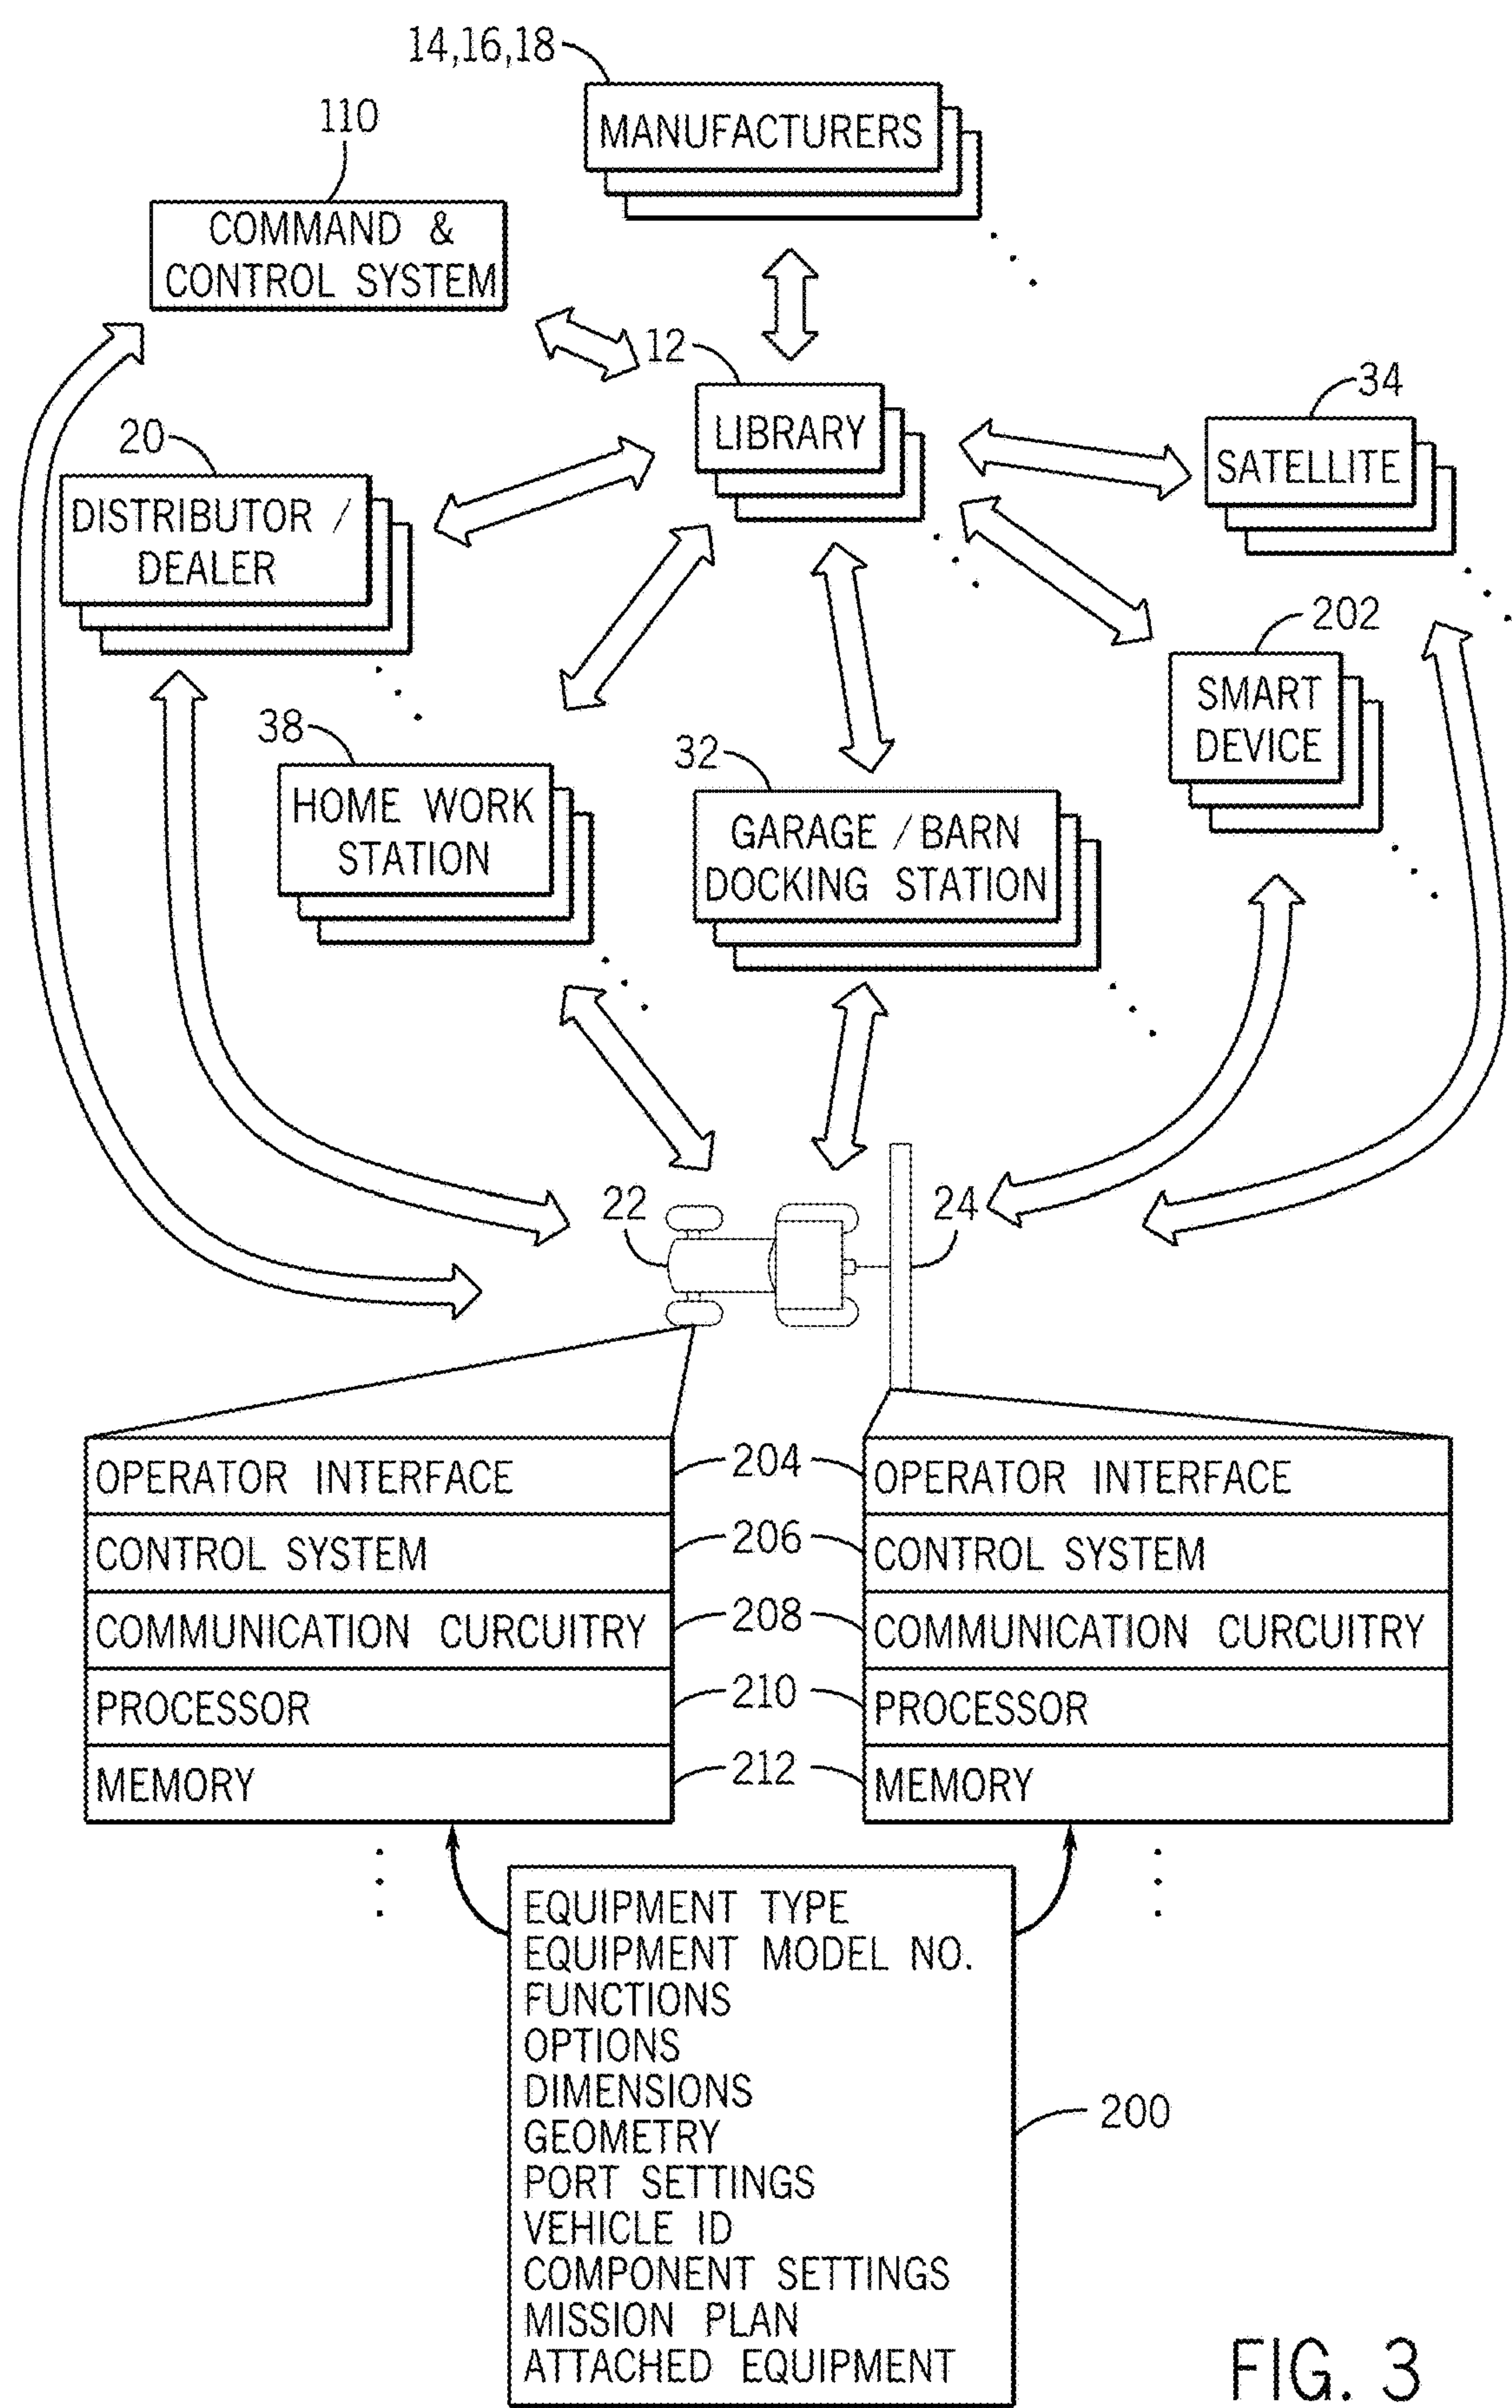 14,16,18
MANUFACTURERS
110
COMMAND &
CONTROL SYSTEM
12
LIBRARY
34
SATELLITE
20
DISTRIBUTOR /
DEALER
202
SMART
DEVICE
38
HOME WORK
STATION
32
GARAGE / BARN
DOCKING STATION
22
24
OPERATOR INTERFACE
204
OPERATOR INTERFACE
CONTROL SYSTEM
206
CONTROL SYSTEM
COMMUNICATION CURCUITRY
208
COMMUNICATION CURCUITRY
PROCESSOR
210
PROCESSOR
MEMORY
212
MEMORY
EQUIPMENT TYPE
EQUIPMENT MODEL NO.
FUNCTIONS
OPTIONS
DIMENSIONS
GEOMETRY
PORT SETTINGS
VEHICLE ID
COMPONENT SETTINGS
MISSION PLAN
ATTACHED EQUIPMENT
200
FIG. 3